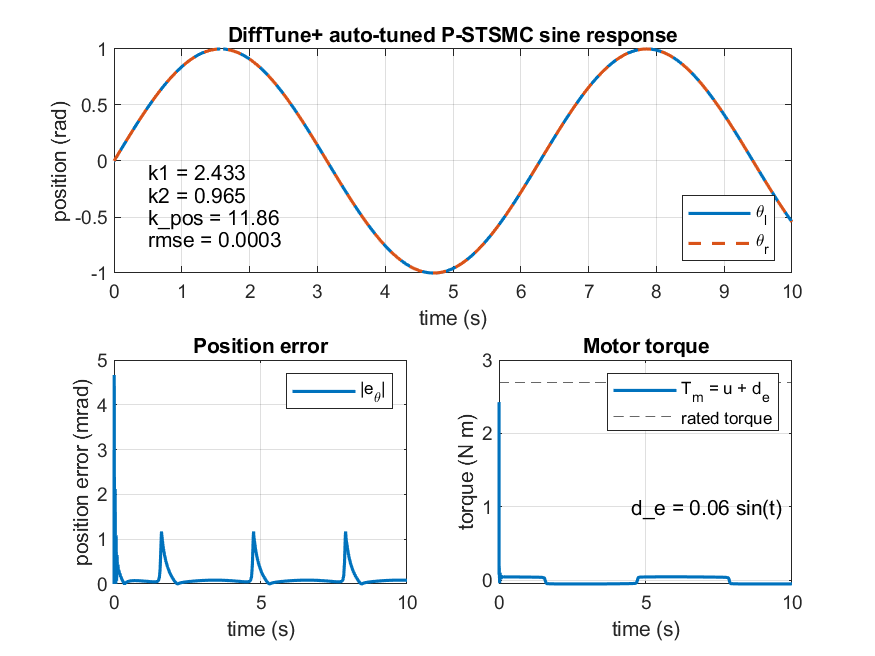 DiffTune+ auto-tuned P-STSMC sine response
position (rad)
1
0.5
0
-0.5
-1
k1 = 2.433
k2 = 0.965
k_pos = 11.86
rmse = 0.0003
θl
θr
0 1 2 3 4 5 6 7 8 9 10
time (s)
Position error
position error (mrad)
5
4
3
2
1
0
|eθ|
0 5 10
time (s)
Motor torque
torque (N m)
3
2
1
0
Tm = u + de
rated torque
d_e = 0.06 sin(t)
0 5 10
time (s)